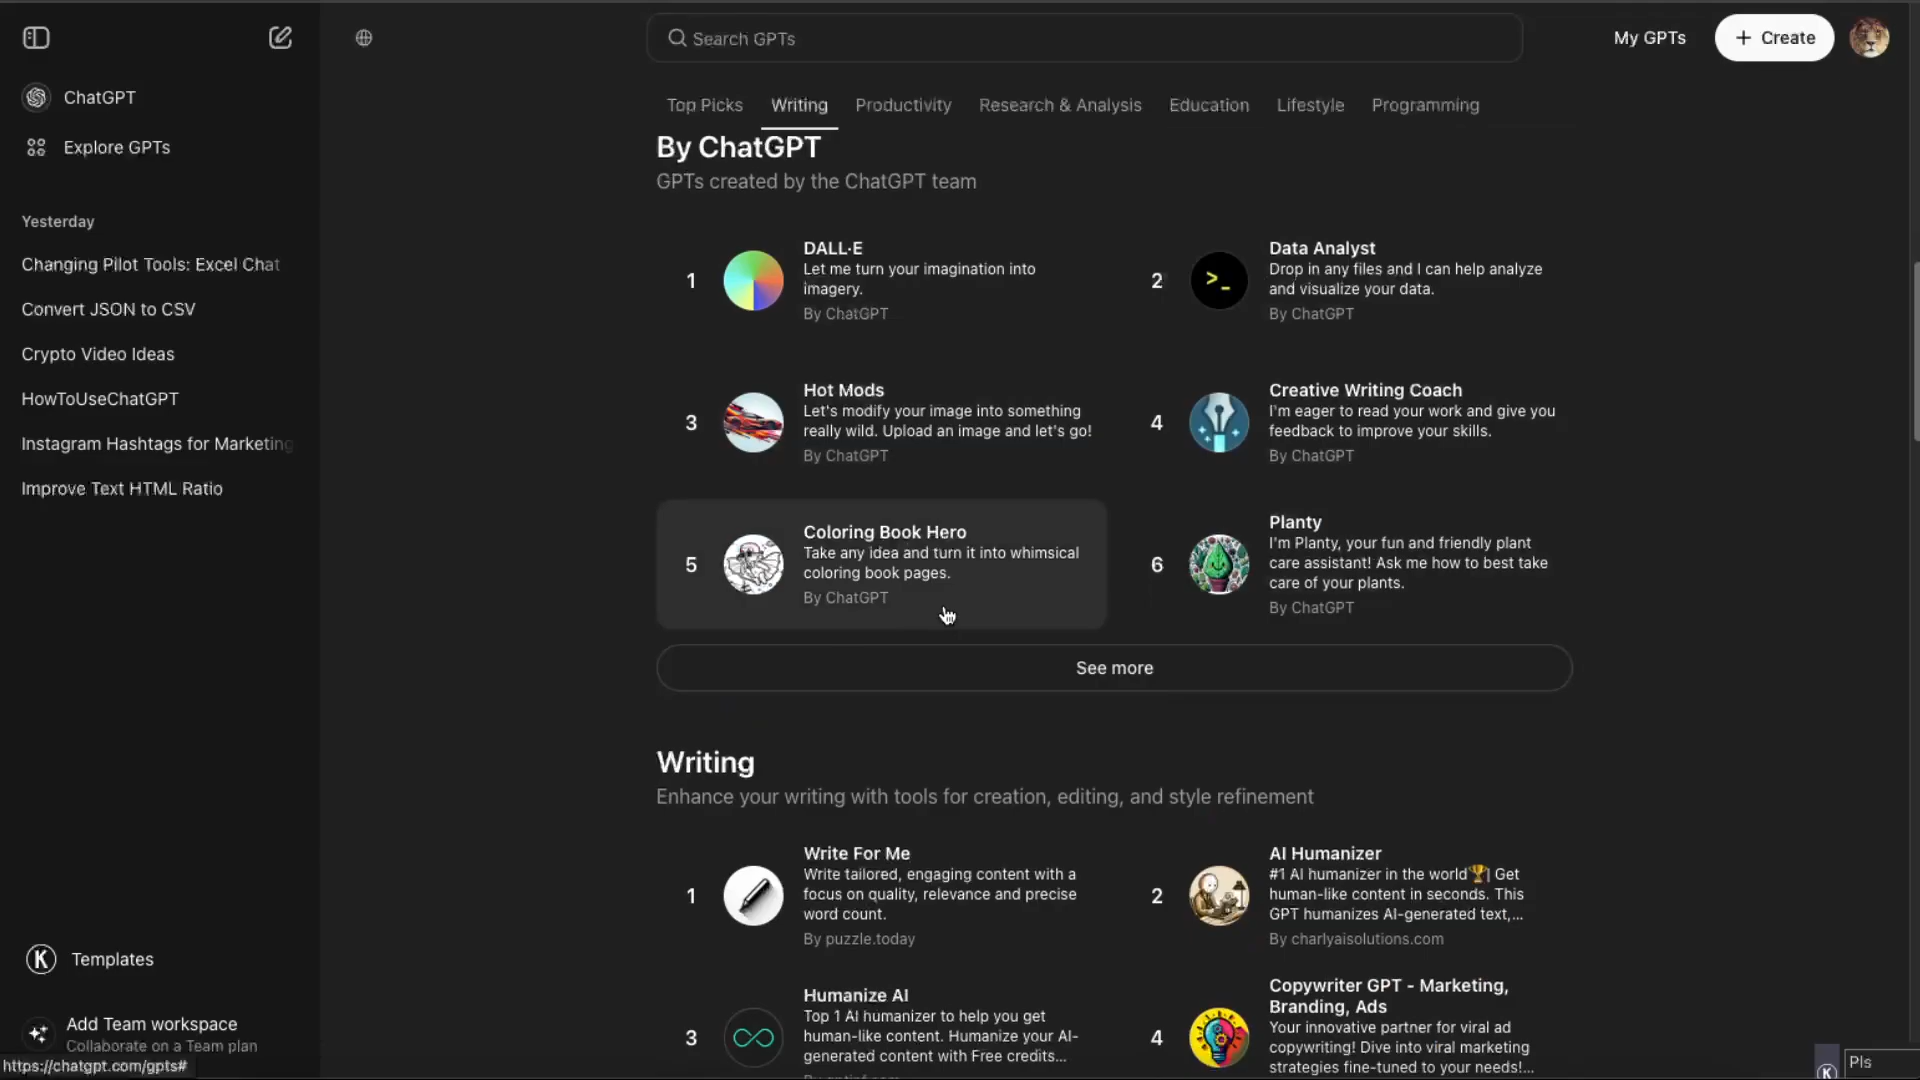 Search GPTs
My GPTs
+ Create
ChatGPT
Explore GPTs
Yesterday
Changing Pilot Tools: Excel Chat
Convert JSON to CSV
Crypto Video Ideas
HowToUseChatGPT
Instagram Hashtags for Marketing
Improve Text HTML Ratio
K Templates
Add Team workspace
Collaborate on a Team plan
https://chatgpt.com/gpts#
Top Picks Writing Productivity Research & Analysis Education Lifestyle Programming
By ChatGPT
GPTs created by the ChatGPT team
1
DALL·E
Let me turn your imagination into
imagery.
By ChatGPT
2
>_
Data Analyst
Drop in any files and I can help analyze
and visualize your data.
By ChatGPT
3
Hot Mods
Let's modify your image into something
really wild. Upload an image and let's go!
By ChatGPT
4
Creative Writing Coach
I'm eager to read your work and give you
feedback to improve your skills.
By ChatGPT
5
Coloring Book Hero
Take any idea and turn it into whimsical
coloring book pages.
By ChatGPT
6
Planty
I'm Planty, your fun and friendly plant
care assistant! Ask me how to best take
care of your plants.
By ChatGPT
See more
Writing
Enhance your writing with tools for creation, editing, and style refinement
1
Write For Me
Write tailored, engaging content with a
focus on quality, relevance and precise
word count.
By puzzle.today
2
AI Humanizer
#1 AI humanizer in the world🏆| Get
human-like content in seconds. This
GPT humanizes AI-generated text,...
By charlyaisolutions.com
3
Humanize AI
Top 1 AI humanizer to help you get
human-like content. Humanize your AI-
generated content with Free credits...
4
Copywriter GPT - Marketing,
Branding, Ads
Your innovative partner for viral ad
copywriting! Dive into viral marketing
strategies fine-tuned to your needs!...
K
Pls